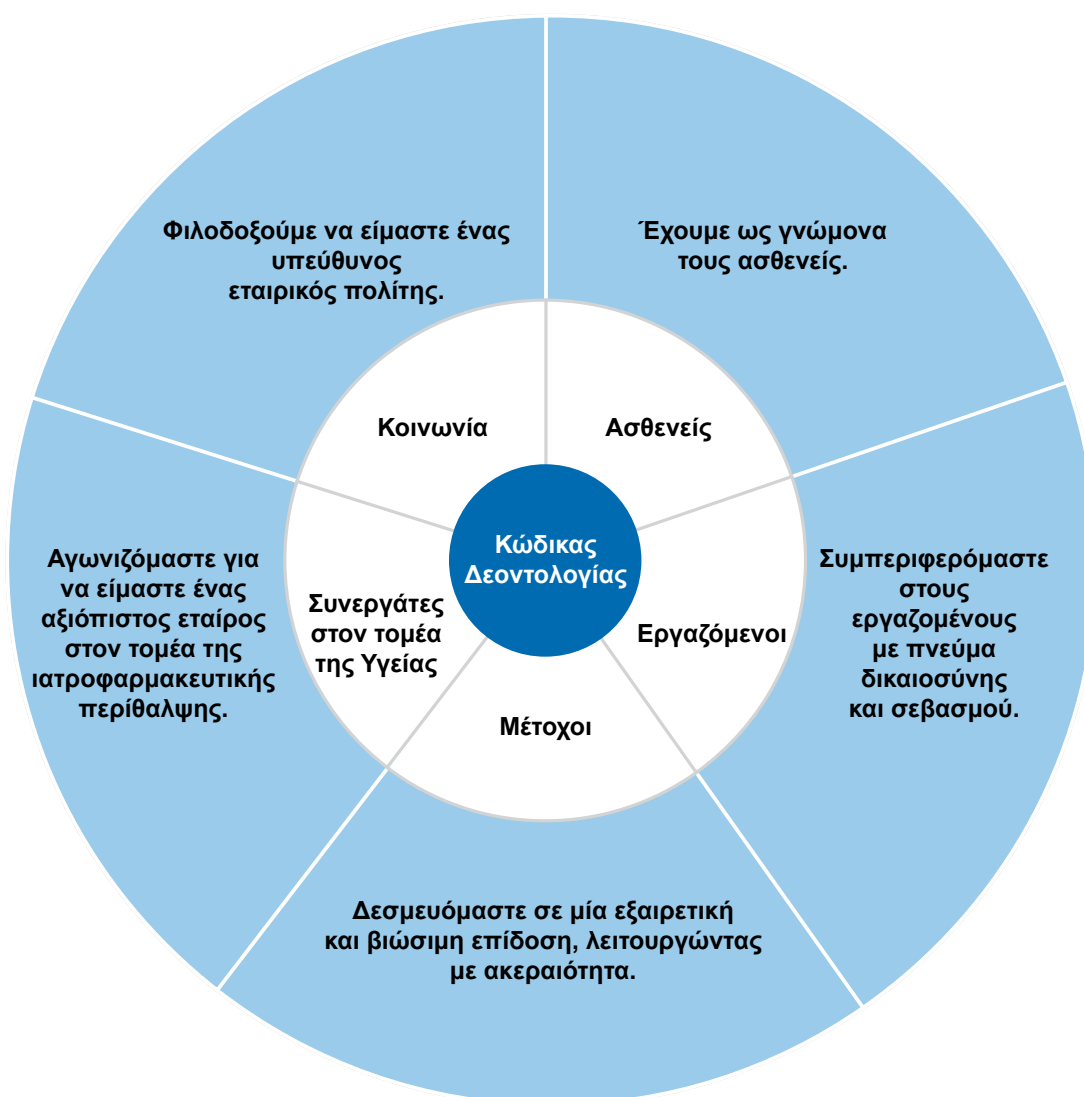 Φιλοδοξούμε να είμαστε ένας
υπεύθυνος
εταιρικός πολίτης.
Έχουμε ως γνώμονα
τους ασθενείς.
Κοινωνία
Ασθενείς
Κώδικας
Δεοντολογίας
Αγωνιζόμαστε για
να είμαστε ένας
αξιόπιστος εταίρος
στον τομέα της
ιατροφαρμακευτικής
περίθαλψης.
Συνεργάτες
στον τομέα
της Υγείας
Εργαζόμενοι
Συμπεριφερόμαστε
στους
εργαζομένους
με πνεύμα
δικαιοσύνης
και σεβασμού.
Μέτοχοι
Δεσμευόμαστε σε μία εξαιρετική
και βιώσιμη επίδοση, λειτουργώντας
με ακεραιότητα.